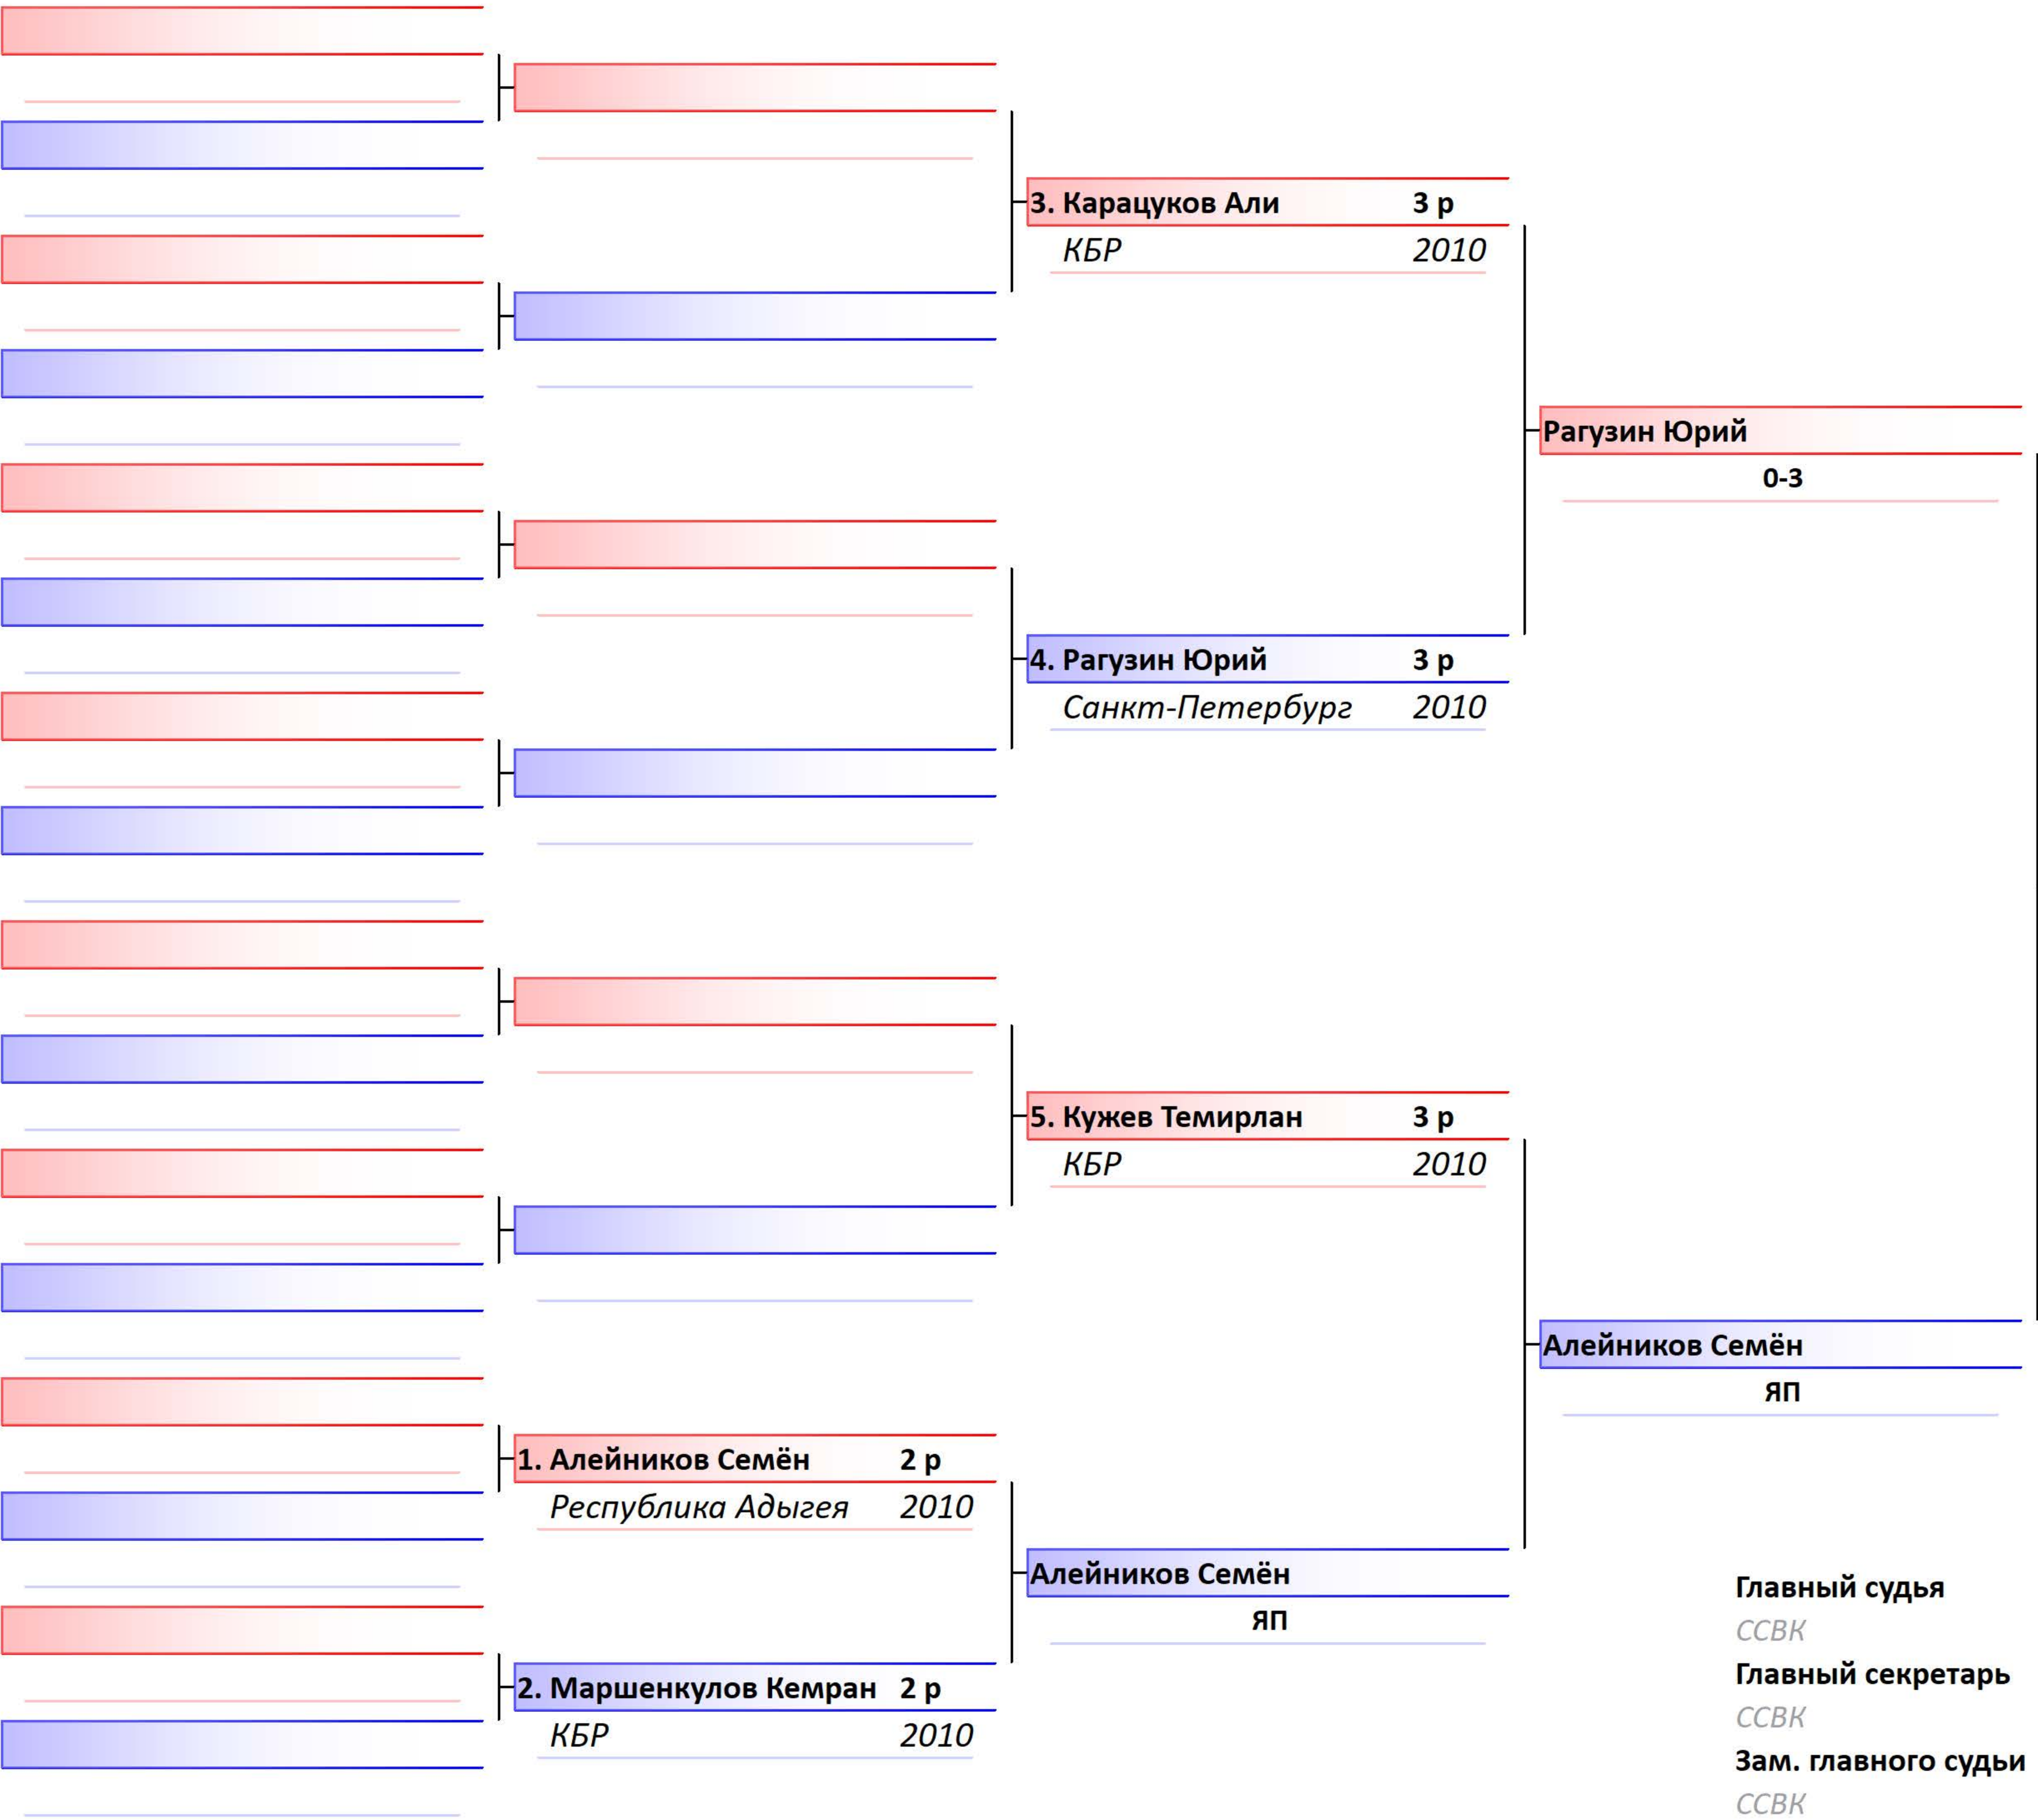 3. Карацуков Али 3 р
КБР 2010
Рагузин Юрий
0-3
4. Рагузин Юрий 3 р
Санкт-Петербург 2010
5. Кужев Темирлан 3 р
КБР 2010
Алейников Семён
ЯП
1. Алейников Семён 2 р
Республика Адыгея 2010
Алейников Семён
ЯП
2. Маршенкулов Кемран 2 р
КБР 2010
Главный судья
ССВК
Главный секретарь
ССВК
Зам. главного судьи
ССВК